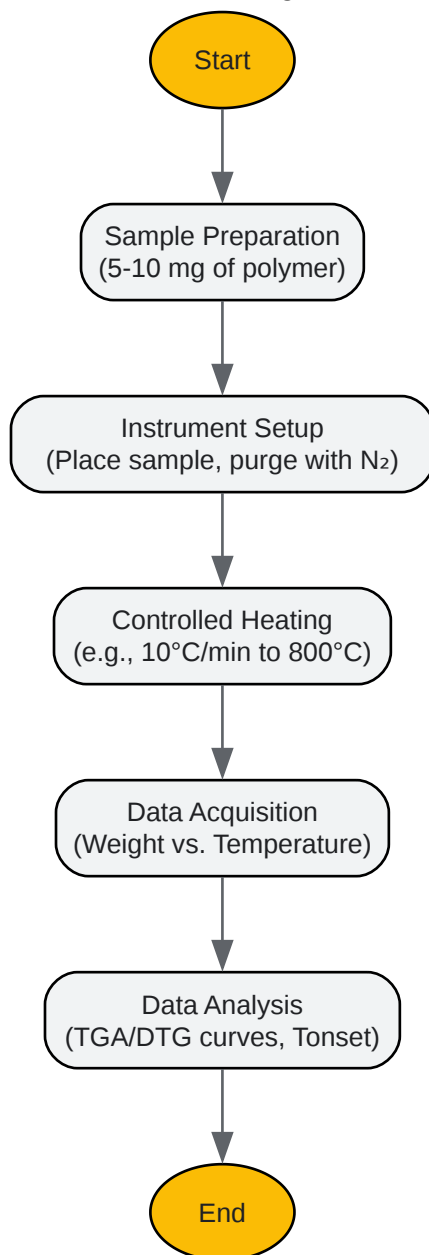 Start
Sample Preparation
(5-10 mg of polymer)
Instrument Setup
(Place sample, purge with N₂)
Controlled Heating
(e.g., 10°C/min to 800°C)
Data Acquisition
(Weight vs. Temperature)
Data Analysis
(TGA/DTG curves, Tonset)
End